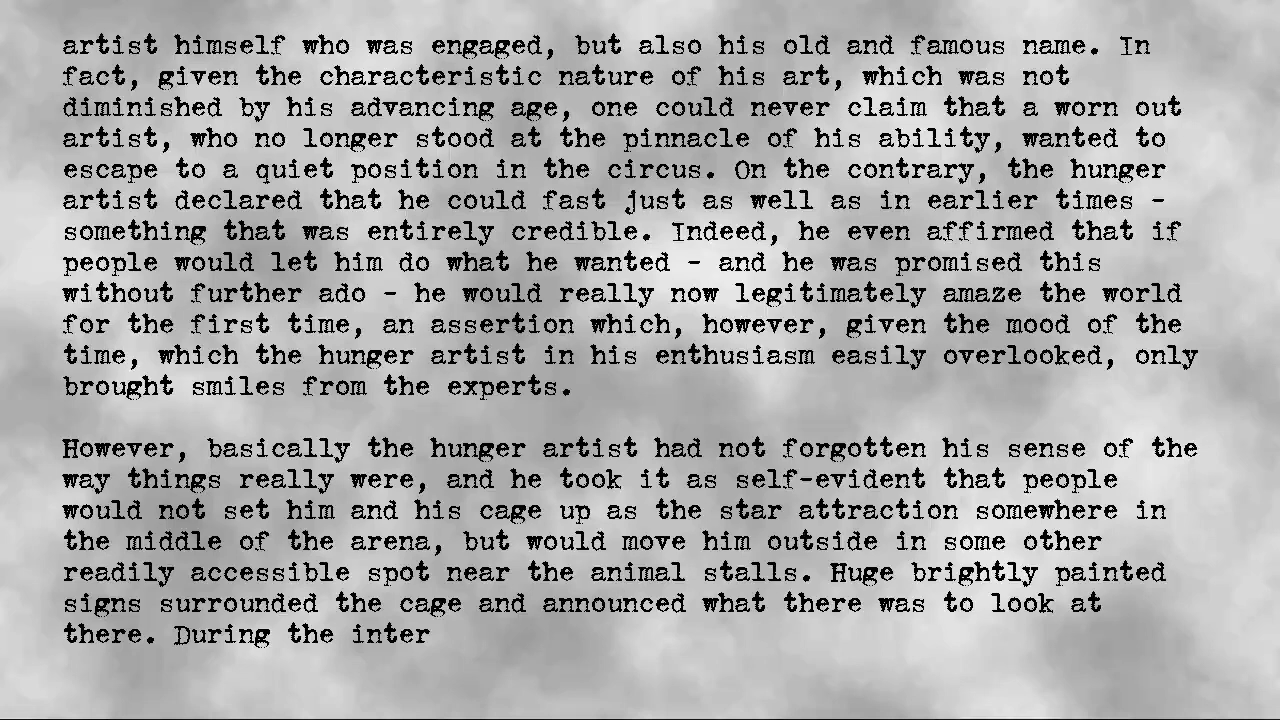 artist himself who was engaged, but also his old and famous name. In
fact, given the characteristic nature of his art, which was not
diminished by his advancing age, one could never claim that a worn out
artist, who no longer stood at the pinnacle of his ability, wanted to
escape to a quiet position in the circus. On the contrary, the hunger
artist declared that he could fast just as well as in earlier times -
something that was entirely credible. Indeed, he even affirmed that if
people would let him do what he wanted - and he was promised this
without further ado - he would really now legitimately amaze the world
for the first time, an assertion which, however, given the mood of the
time, which the hunger artist in his enthusiasm easily overlooked, only
brought smiles from the experts.

However, basically the hunger artist had not forgotten his sense of the
way things really were, and he took it as self-evident that people
would not set him and his cage up as the star attraction somewhere in
the middle of the arena, but would move him outside in some other
readily accessible spot near the animal stalls. Huge brightly painted
signs surrounded the cage and announced what there was to look at
there. During the inter